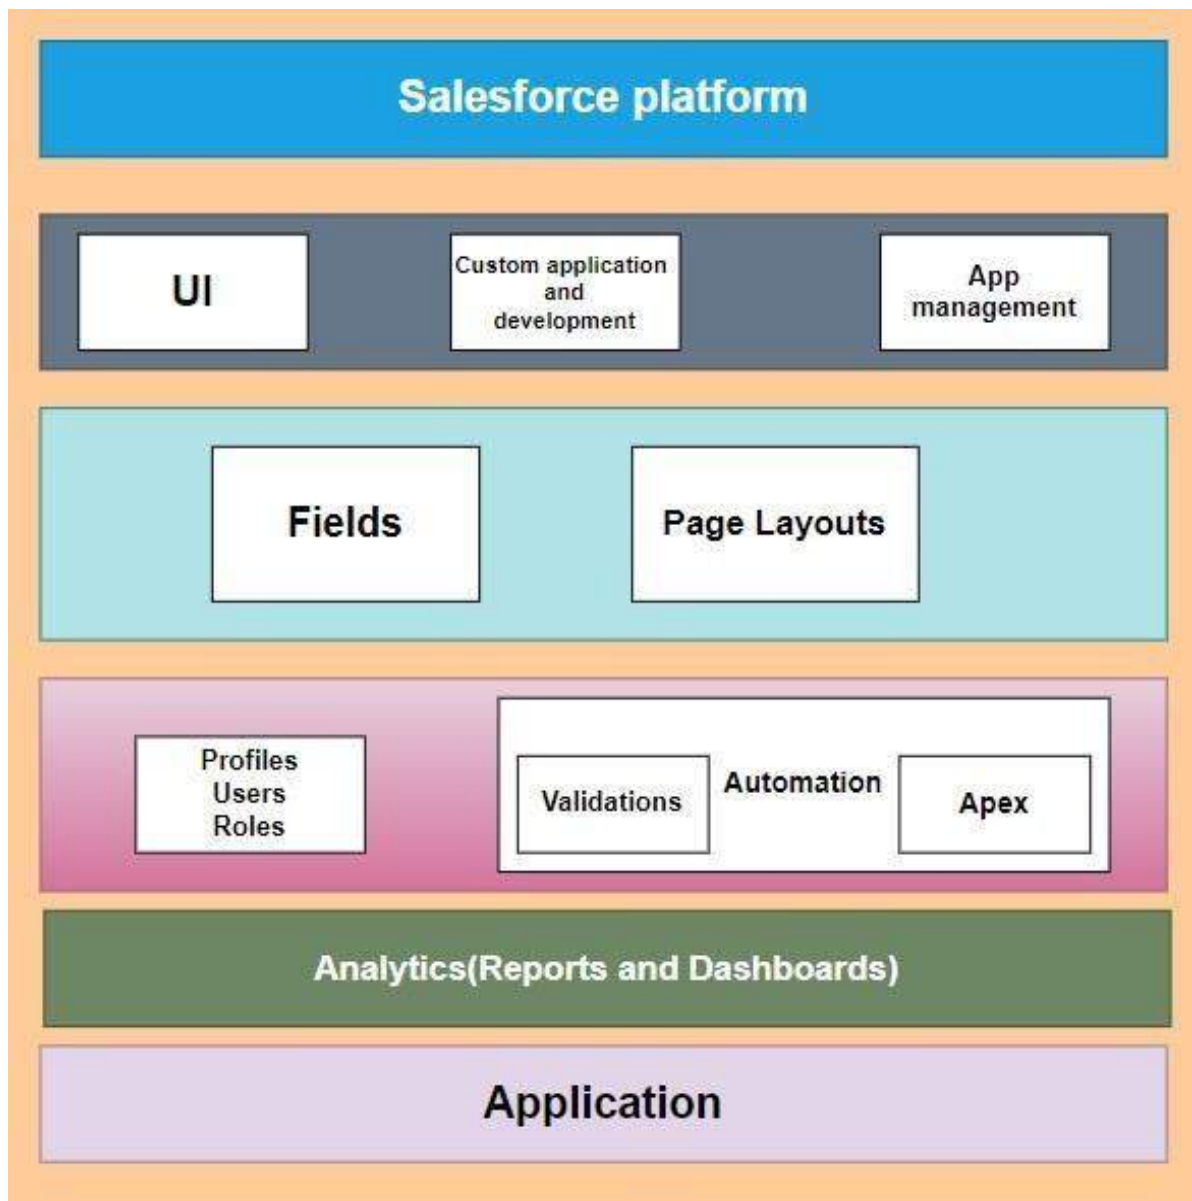 Salesforce platform
UI
Custom application
and
development
App
management
Fields
Page Layouts
Profiles
Users
Roles
Validations
Automation
Apex
Analytics(Reports and Dashboards)
Application